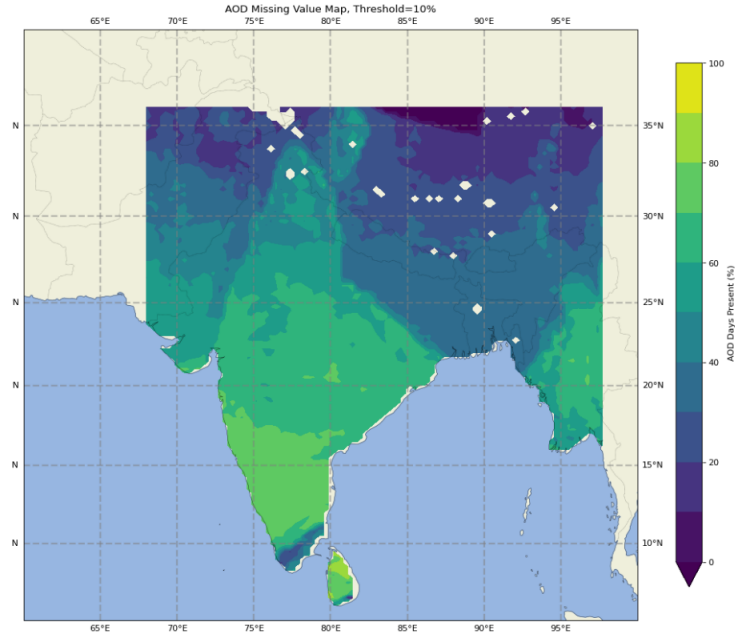 AOD Missing Value Map, Threshold=10%
65°E 70°E 75°E 80°E 85°E 90°E 95°E
100
N 35°N
80
N 30°N
60
N 25°N
AOD Days Present (%)
40
N 20°N
20
N 15°N
N 10°N
0
65°E 70°E 75°E 80°E 85°E 90°E 95°E